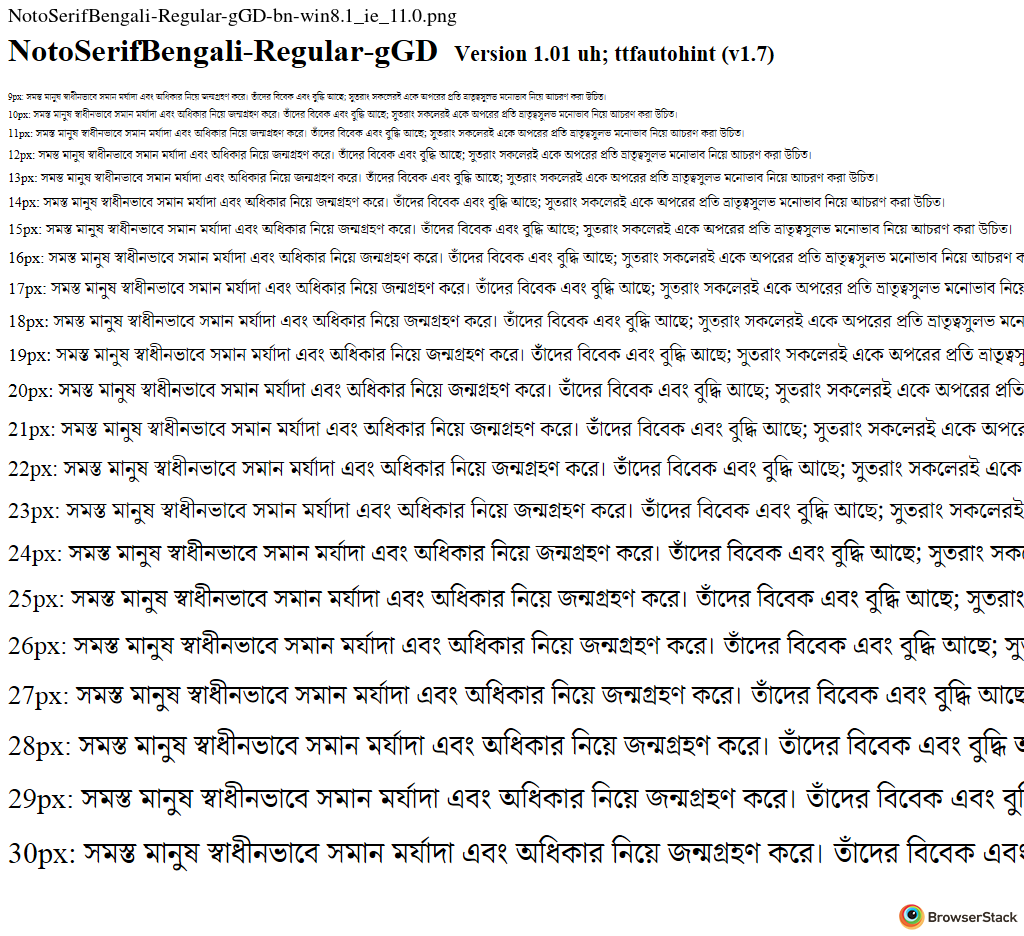 NotoSerifBengali-Regular-gGD-bn-win8.1_ie_11.0.png
NotoSerifBengali-Regular-gGD Version 1.01 uh; ttfautohint (v1.7)
9px: সমস্ত মানুষ স্বাধীনভাবে সমান মর্যাদা এবং অধিকার নিয়ে জন্মগ্রহণ করে। তাঁদের বিবেক এবং বুদ্ধি আছে; সুতরাং সকলেরই একে অপরের প্রতি ভ্রাতৃত্বসুলভ মনোভাব নিয়ে আচরণ করা উচিত।
10px: সমস্ত মানুষ স্বাধীনভাবে সমান মর্যাদা এবং অধিকার নিয়ে জন্মগ্রহণ করে। তাঁদের বিবেক এবং বুদ্ধি আছে; সুতরাং সকলেরই একে অপরের প্রতি ভ্রাতৃত্বসুলভ মনোভাব নিয়ে আচরণ করা উচিত।
11px: সমস্ত মানুষ স্বাধীনভাবে সমান মর্যাদা এবং অধিকার নিয়ে জন্মগ্রহণ করে। তাঁদের বিবেক এবং বুদ্ধি আছে; সুতরাং সকলেরই একে অপরের প্রতি ভ্রাতৃত্বসুলভ মনোভাব নিয়ে আচরণ করা উচিত।
12px: সমস্ত মানুষ স্বাধীনভাবে সমান মর্যাদা এবং অধিকার নিয়ে জন্মগ্রহণ করে। তাঁদের বিবেক এবং বুদ্ধি আছে; সুতরাং সকলেরই একে অপরের প্রতি ভ্রাতৃত্বসুলভ মনোভাব নিয়ে আচরণ করা উচিত।
13px: সমস্ত মানুষ স্বাধীনভাবে সমান মর্যাদা এবং অধিকার নিয়ে জন্মগ্রহণ করে। তাঁদের বিবেক এবং বুদ্ধি আছে; সুতরাং সকলেরই একে অপরের প্রতি ভ্রাতৃত্বসুলভ মনোভাব নিয়ে আচরণ করা উচিত।
14px: সমস্ত মানুষ স্বাধীনভাবে সমান মর্যাদা এবং অধিকার নিয়ে জন্মগ্রহণ করে। তাঁদের বিবেক এবং বুদ্ধি আছে; সুতরাং সকলেরই একে অপরের প্রতি ভ্রাতৃত্বসুলভ মনোভাব নিয়ে আচরণ করা উচিত।
15px: সমস্ত মানুষ স্বাধীনভাবে সমান মর্যাদা এবং অধিকার নিয়ে জন্মগ্রহণ করে। তাঁদের বিবেক এবং বুদ্ধি আছে; সুতরাং সকলেরই একে অপরের প্রতি ভ্রাতৃত্বসুলভ মনোভাব নিয়ে আচরণ করা উচিত।
16px: সমস্ত মানুষ স্বাধীনভাবে সমান মর্যাদা এবং অধিকার নিয়ে জন্মগ্রহণ করে। তাঁদের বিবেক এবং বুদ্ধি আছে; সুতরাং সকলেরই একে অপরের প্রতি ভ্রাতৃত্বসুলভ মনোভাব নিয়ে আচরণ
17px: সমস্ত মানুষ স্বাধীনভাবে সমান মর্যাদা এবং অধিকার নিয়ে জন্মগ্রহণ করে। তাঁদের বিবেক এবং বুদ্ধি আছে; সুতরাং সকলেরই একে অপরের প্রতি ভ্রাতৃত্বসুলভ মনোভাব নিয়ে
18px: সমস্ত মানুষ স্বাধীনভাবে সমান মর্যাদা এবং অধিকার নিয়ে জন্মগ্রহণ করে। তাঁদের বিবেক এবং বুদ্ধি আছে; সুতরাং সকলেরই একে অপরের প্রতি ভ্রাতৃত্বসুলভ
19px: সমস্ত মানুষ স্বাধীনভাবে সমান মর্যাদা এবং অধিকার নিয়ে জন্মগ্রহণ করে। তাঁদের বিবেক এবং বুদ্ধি আছে; সুতরাং সকলেরই একে অপরের প্রতি
20px: সমস্ত মানুষ স্বাধীনভাবে সমান মর্যাদা এবং অধিকার নিয়ে জন্মগ্রহণ করে। তাঁদের বিবেক এবং বুদ্ধি আছে; সুতরাং সকলেরই একে অপরের প্রতি
21px: সমস্ত মানুষ স্বাধীনভাবে সমান মর্যাদা এবং অধিকার নিয়ে জন্মগ্রহণ করে। তাঁদের বিবেক এবং বুদ্ধি আছে; সুতরাং সকলেরই একে
22px: সমস্ত মানুষ স্বাধীনভাবে সমান মর্যাদা এবং অধিকার নিয়ে জন্মগ্রহণ করে। তাঁদের বিবেক এবং বুদ্ধি আছে; সুতরাং সকলেরই একে
23px: সমস্ত মানুষ স্বাধীনভাবে সমান মর্যাদা এবং অধিকার নিয়ে জন্মগ্রহণ করে। তাঁদের বিবেক এবং বুদ্ধি আছে; সুতরাং সকলেরই
24px: সমস্ত মানুষ স্বাধীনভাবে সমান মর্যাদা এবং অধিকার নিয়ে জন্মগ্রহণ করে। তাঁদের বিবেক এবং বুদ্ধি আছে; সুতরাং
25px: সমস্ত মানুষ স্বাধীনভাবে সমান মর্যাদা এবং অধিকার নিয়ে জন্মগ্রহণ করে। তাঁদের বিবেক এবং বুদ্ধি আছে; সুতরাং
26px: সমস্ত মানুষ স্বাধীনভাবে সমান মর্যাদা এবং অধিকার নিয়ে জন্মগ্রহণ করে। তাঁদের বিবেক এবং বুদ্ধি আছে;
27px: সমস্ত মানুষ স্বাধীনভাবে সমান মর্যাদা এবং অধিকার নিয়ে জন্মগ্রহণ করে। তাঁদের বিবেক এবং বুদ্ধি আছে
28px: সমস্ত মানুষ স্বাধীনভাবে সমান মর্যাদা এবং অধিকার নিয়ে জন্মগ্রহণ করে। তাঁদের বিবেক এবং বুদ্ধি
29px: সমস্ত মানুষ স্বাধীনভাবে সমান মর্যাদা এবং অধিকার নিয়ে জন্মগ্রহণ করে। তাঁদের বিবেক এবং
30px: সমস্ত মানুষ স্বাধীনভাবে সমান মর্যাদা এবং অধিকার নিয়ে জন্মগ্রহণ করে। তাঁদের বিবেক এবং
BrowserStack